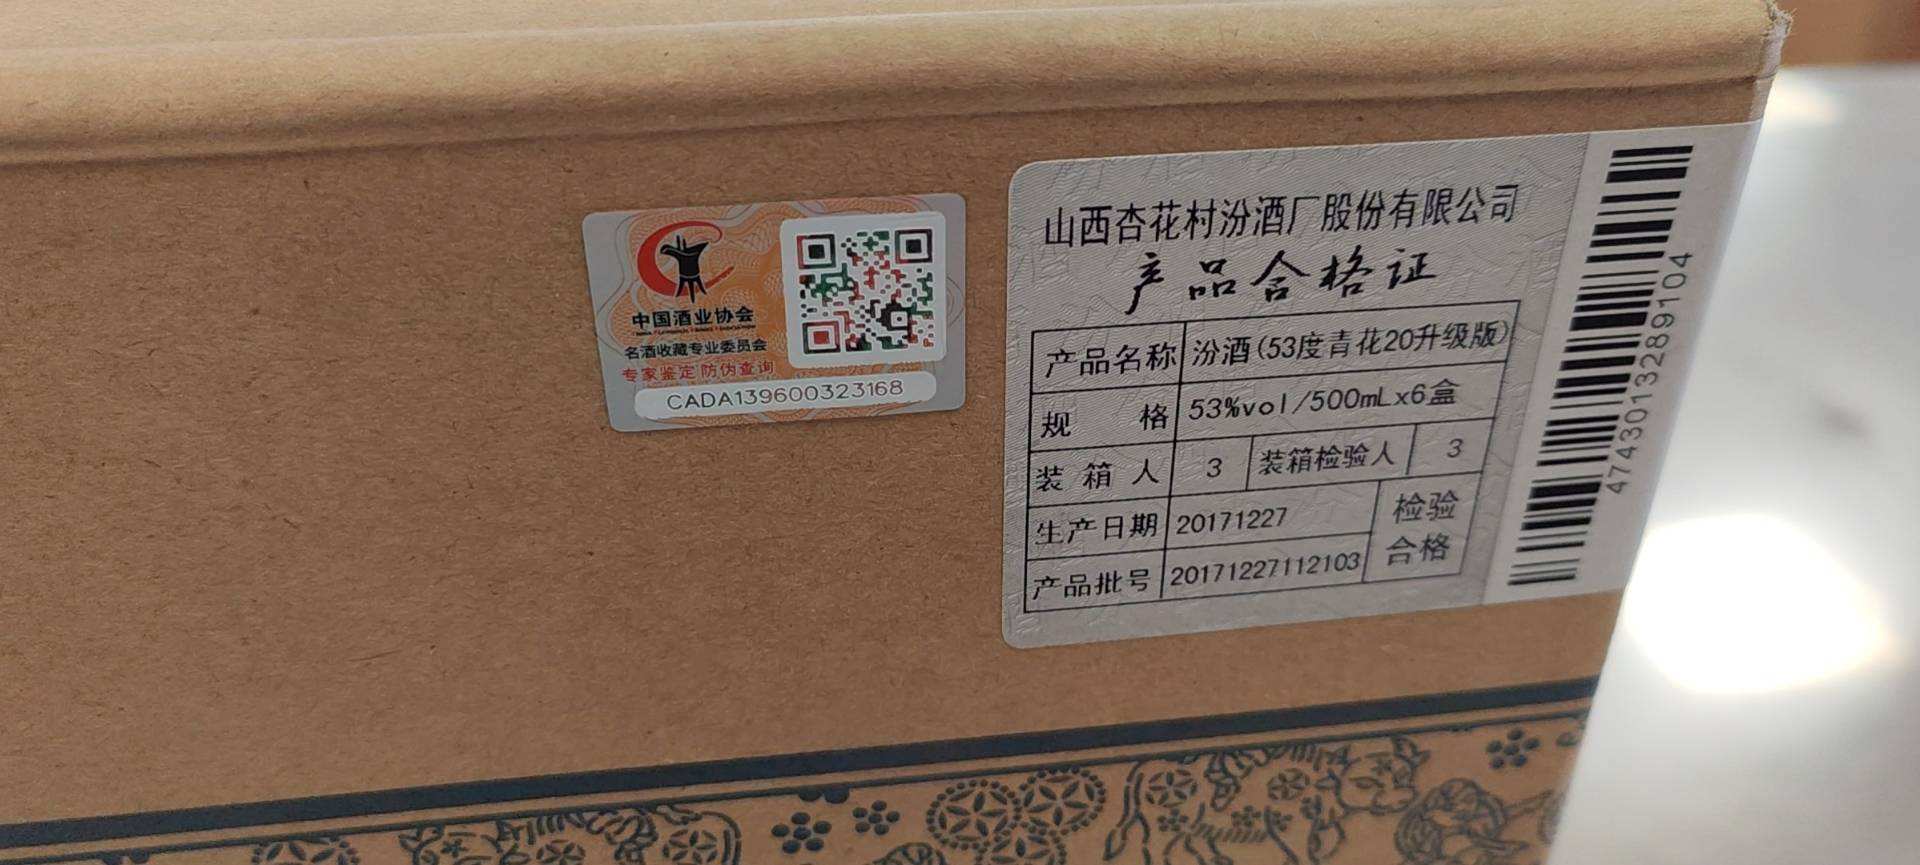 中国酒业协会
名酒收藏专业委员会
专家鉴定 防伪查询
CADA139600323168
山西杏花村汾酒厂股份有限公司
产品合格证
产品名称 汾酒(53度青花20升级版)
规 格 53%vol/500mLx6盒
装箱人 3 装箱检验人 3
生产日期 20171227
产品批号 20171227112103
检验
合格
4743013289104